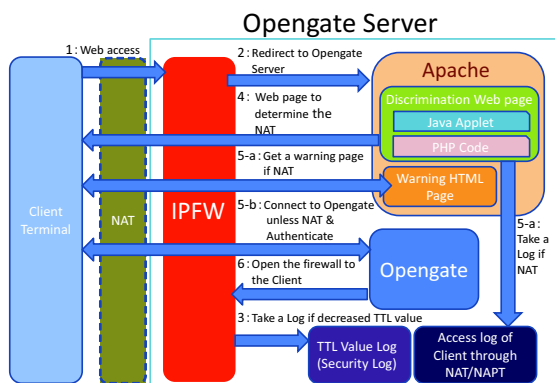 Opengate Server
1: Web access
2: Redirect to Opengate
Server
Apache
Discrimination Web page
Java Applet
PHP Code
4: Web page to
determine the
NAT
5-a: Get a warning page
if NAT
Warning HTML
Page
Client
Terminal
NAT
IPFW
5-b: Connect to Opengate
unless NAT &
Authenticate
5-a:
Take a
Log if
NAT
Opengate
6: Open the firewall to
the Client
3: Take a Log if decreased TTL value
TTL Value Log
(Security Log)
Access log of
Client through
NAT/NAPT